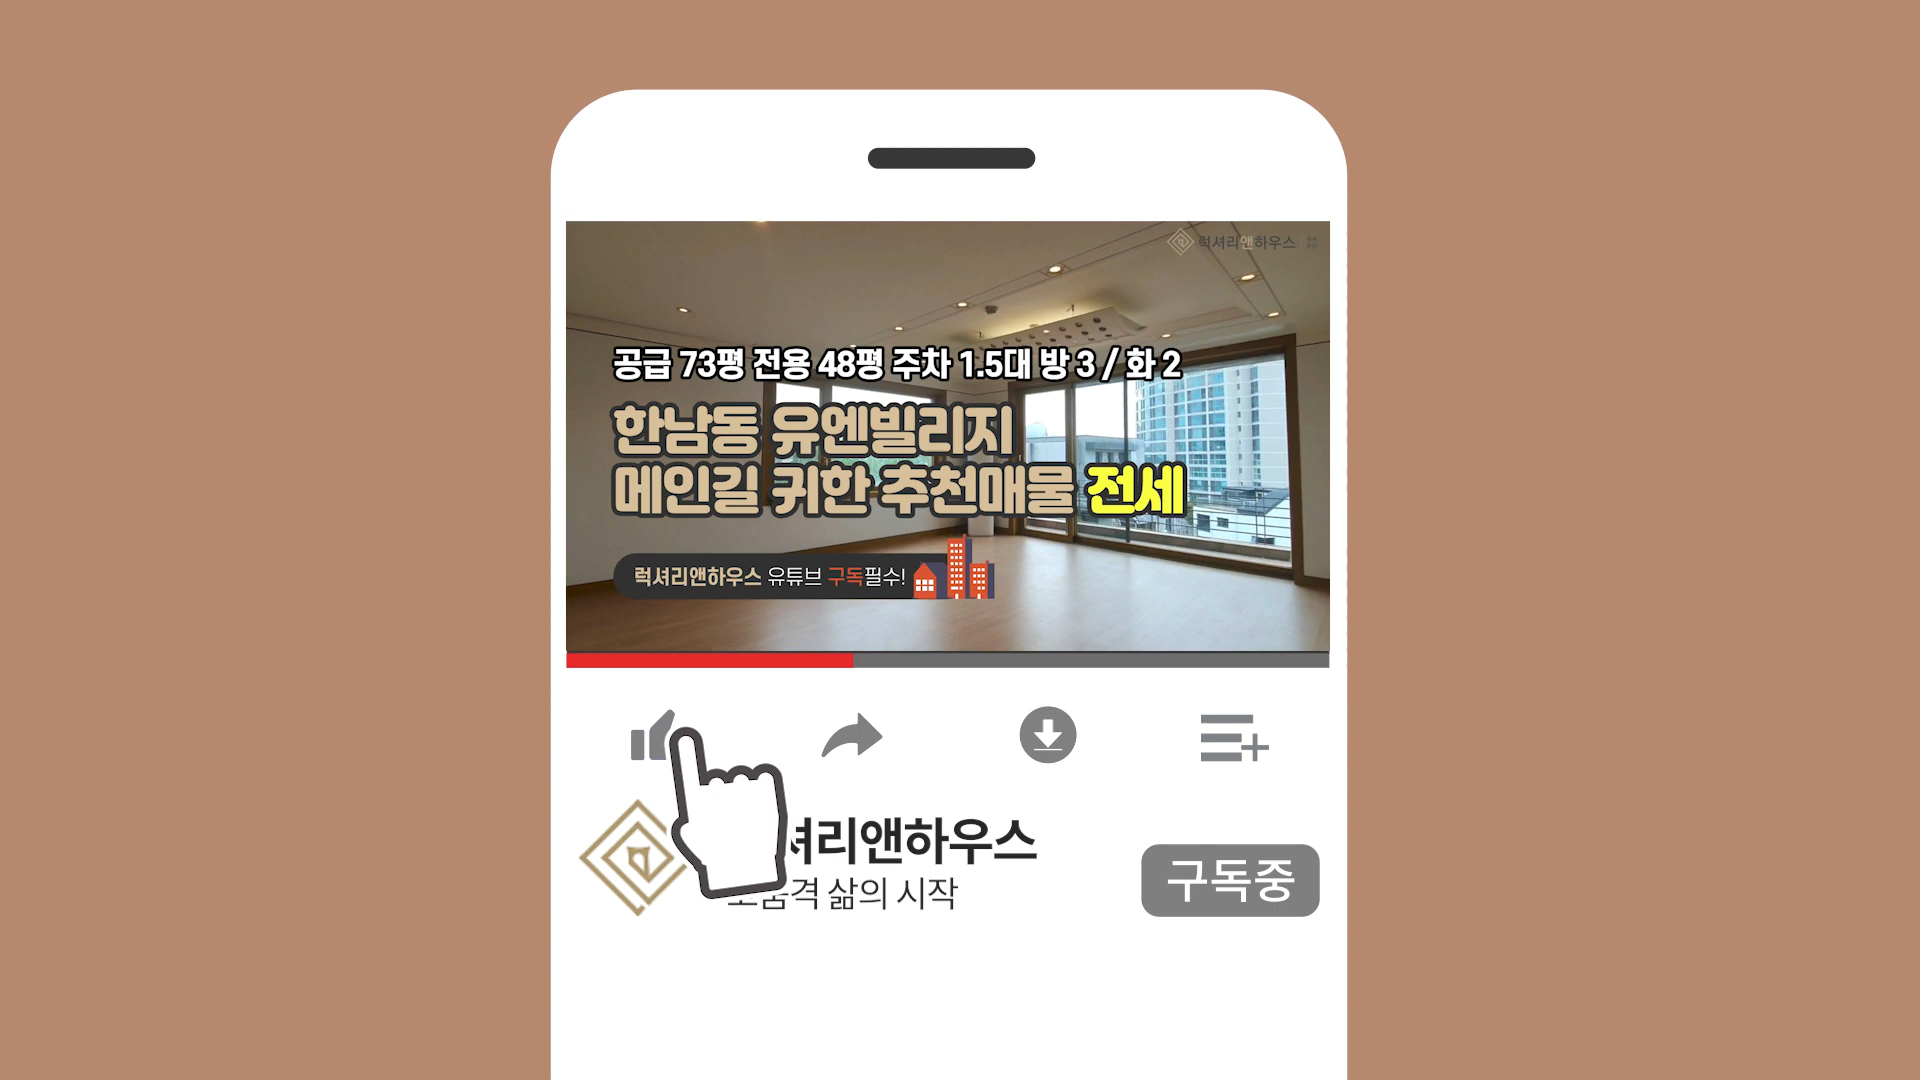 럭셔리앤하우스
공급 73평 전용 48평 주차 1.5대 방 3 / 화 2
한남동 유엔빌리지
메인길 귀한 추천매물 전세
럭셔리앤하우스 유튜브 구독필수!
셔리앤하우스
삶의 시작
구독중